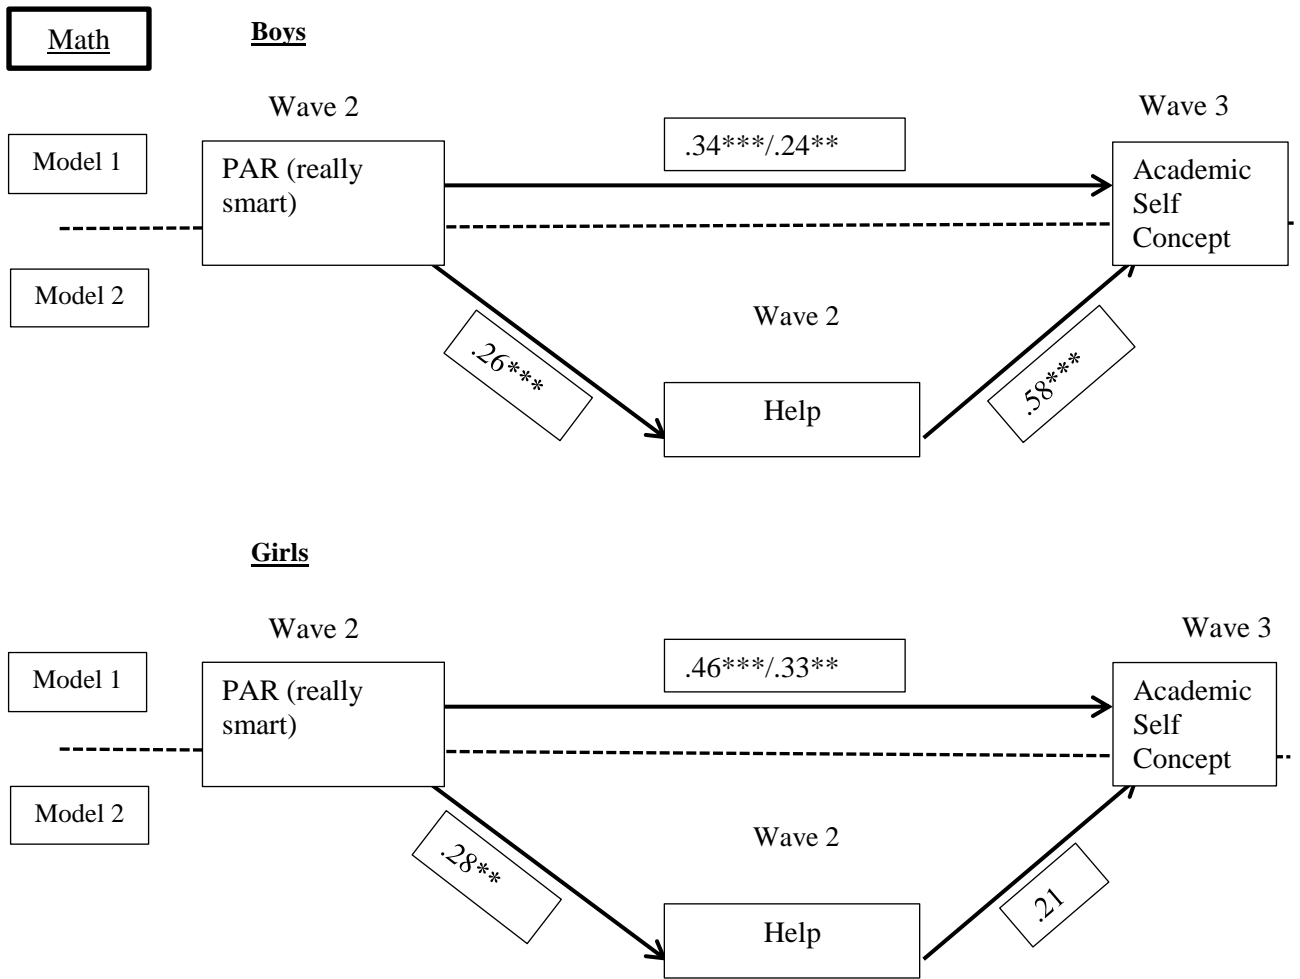 Math
Boys
Wave 2
Wave 3
Model 1
PAR (really
smart)
.34***/.24**
Academic
Self
Concept
Model 2
Wave 2
.26***
.58***
Help
Girls
Wave 2
Wave 3
Model 1
PAR (really
smart)
.46***/.33**
Academic
Self
Concept
Model 2
Wave 2
.28**
.21
Help